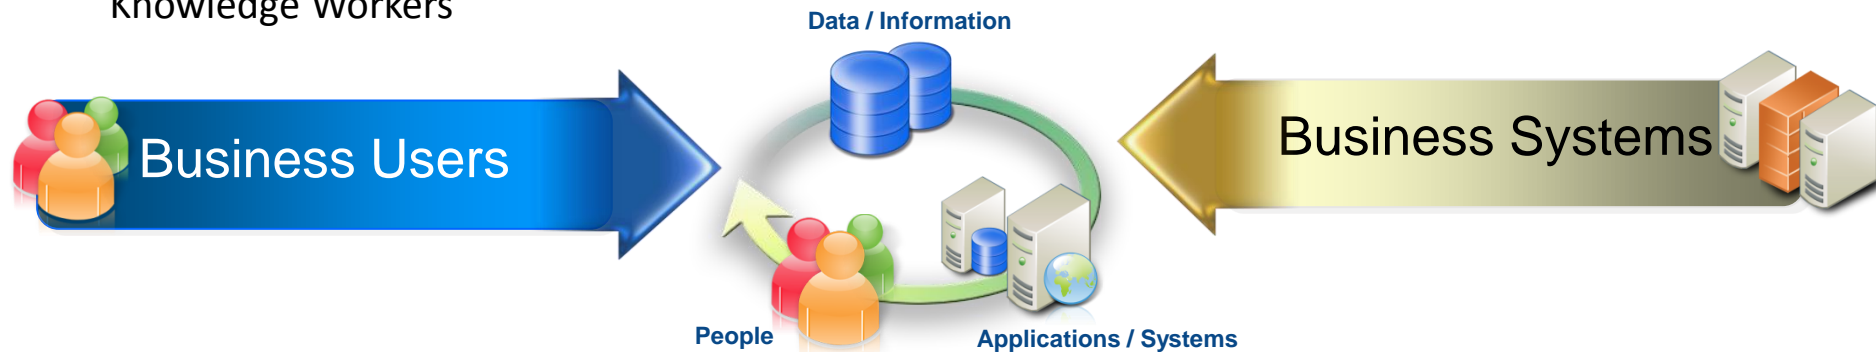 Knowledge Workers
Data / Information
Business Users
Business Systems
People
Applications / Systems